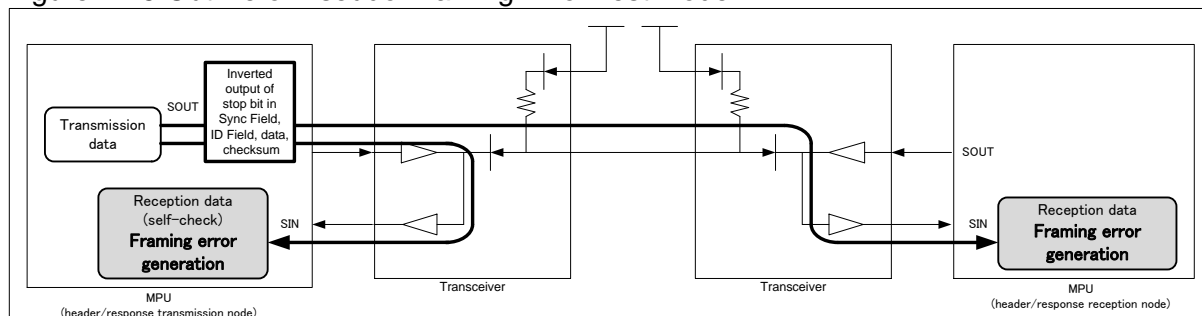 SOUT
Inverted
output of
stop bit in
Sync Field,
ID Field, data,
checksum
Transmission
data
SOUT
Reception data
(self-check)
Framing error
generation
SIN
SIN
Reception data
Framing error
generation
MPU
(header/response transmission node)
Transceiver
Transceiver
MPU
(header/response reception node)